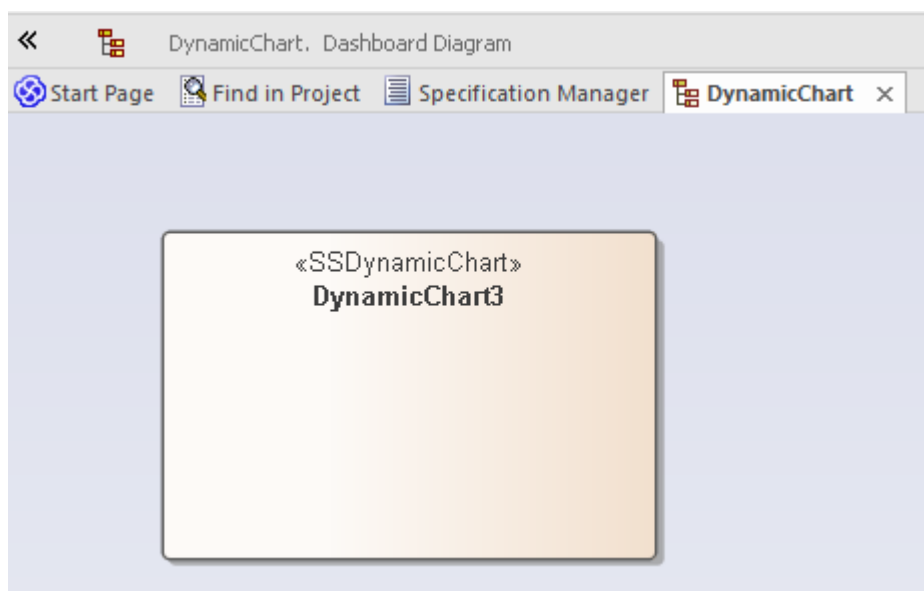 « DynamicChart. Dashboard Diagram
Start Page Find in Project Specification Manager DynamicChart ×
«SSDynamicChart»
DynamicChart3